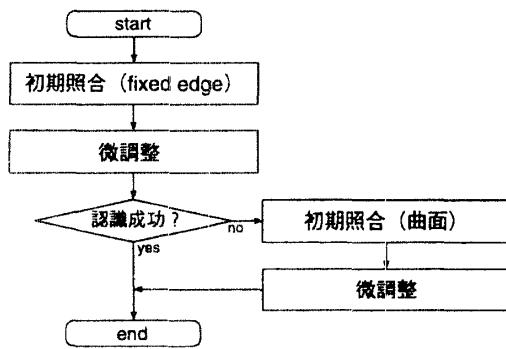 start
初期照合（fixed edge）
微調整
認識成功？
no
yes
初期照合（曲面）
微調整
end